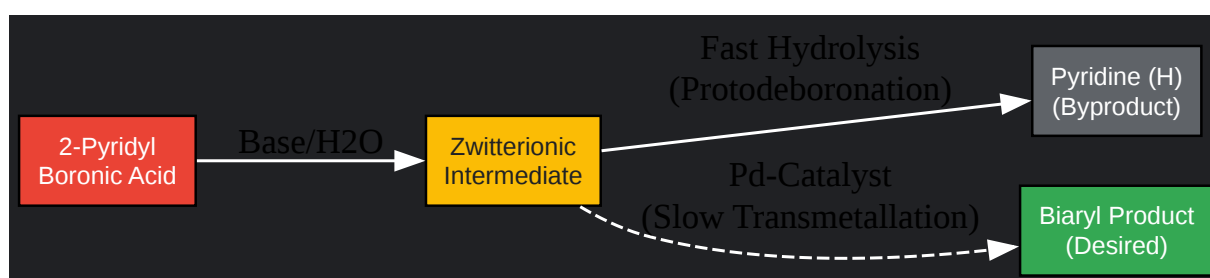 2-Pyridyl
Boronic Acid
Base/H2O
Zwitterionic
Intermediate
Fast Hydrolysis
(Protodeboronation)
Pyridine (H)
(Byproduct)
Pd-Catalyst
(Slow Transmetallation)
Biaryl Product
(Desired)